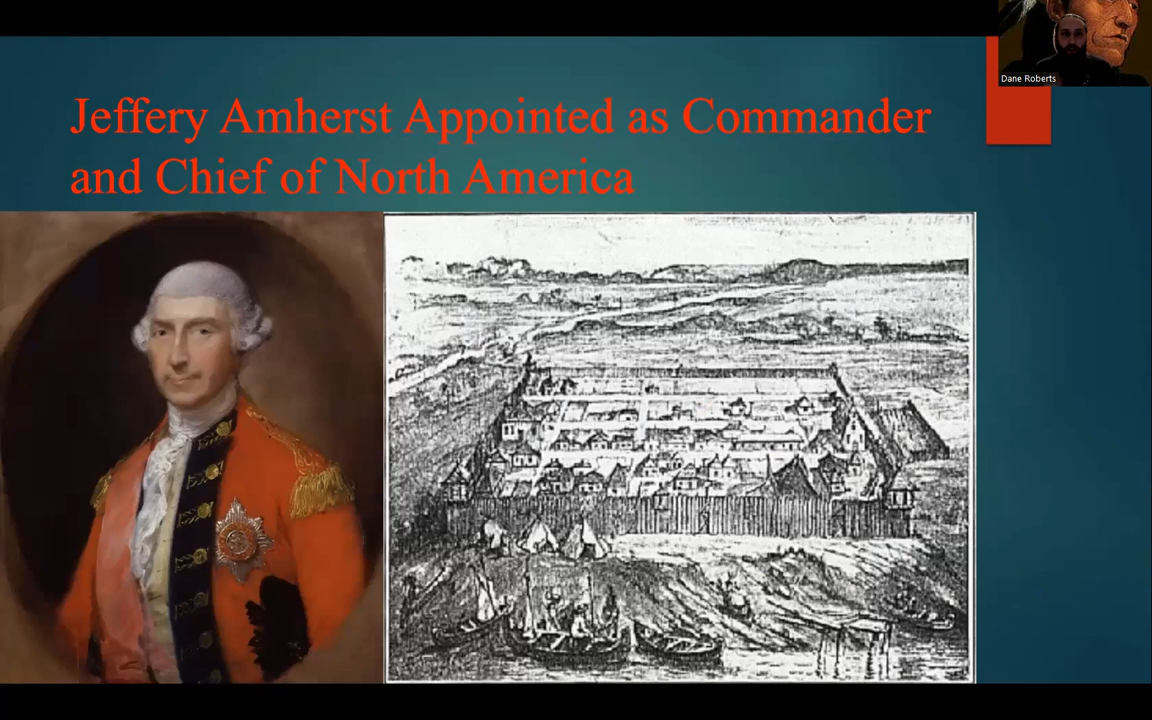 Dane Roberts
Jeffery Amherst Appointed as Commander
and Chief of North America